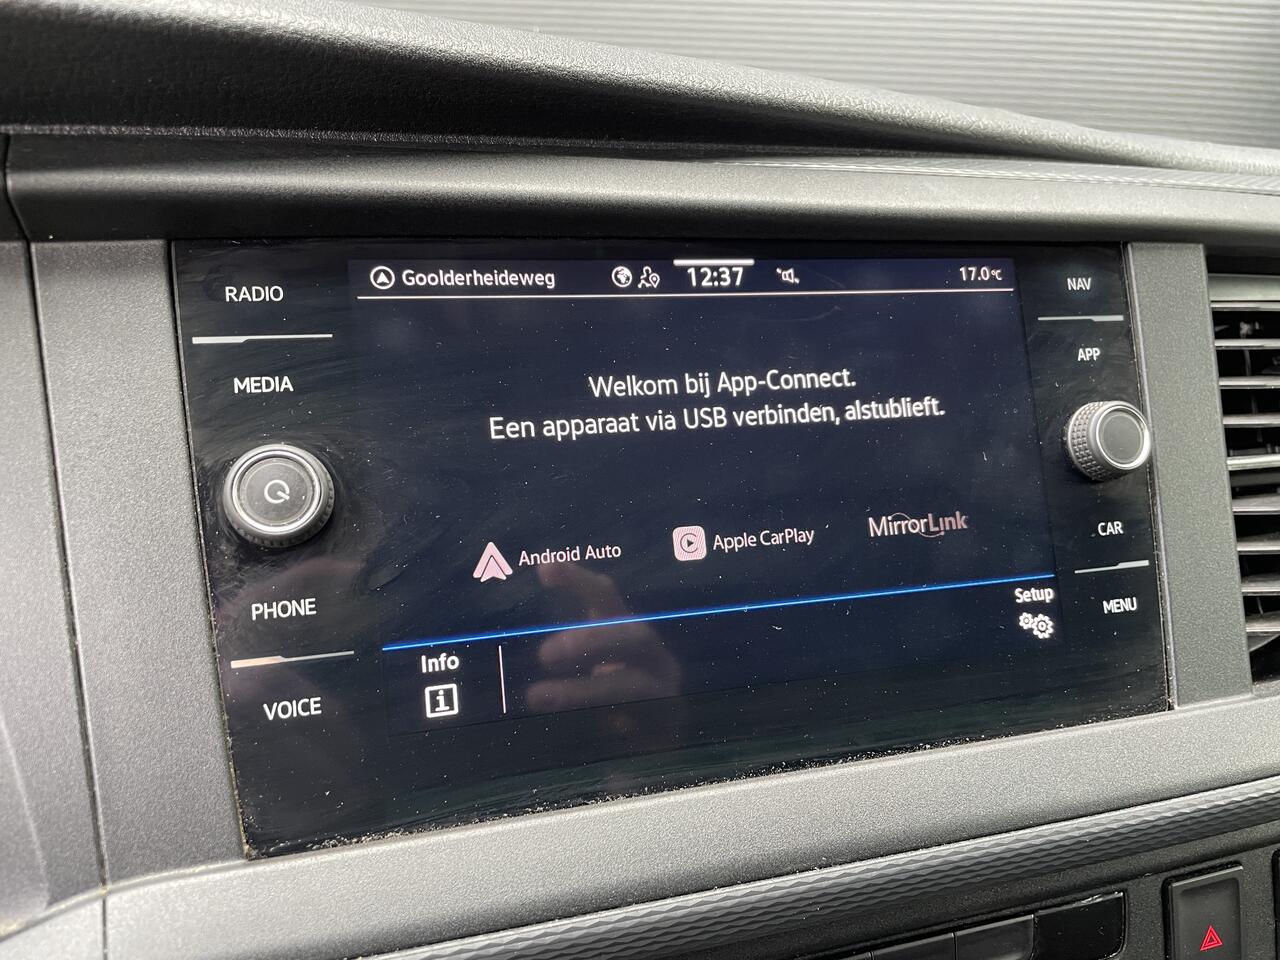 RADIO
MEDIA
PHONE
VOICE
Goolderheideweg
12:37
17.0°C
Welkom bij App-Connect.
Een apparaat via USB verbinden, alstublieft.
Android Auto
Apple CarPlay
MirrorLink
Setup
Info
NAV
APP
CAR
MENU